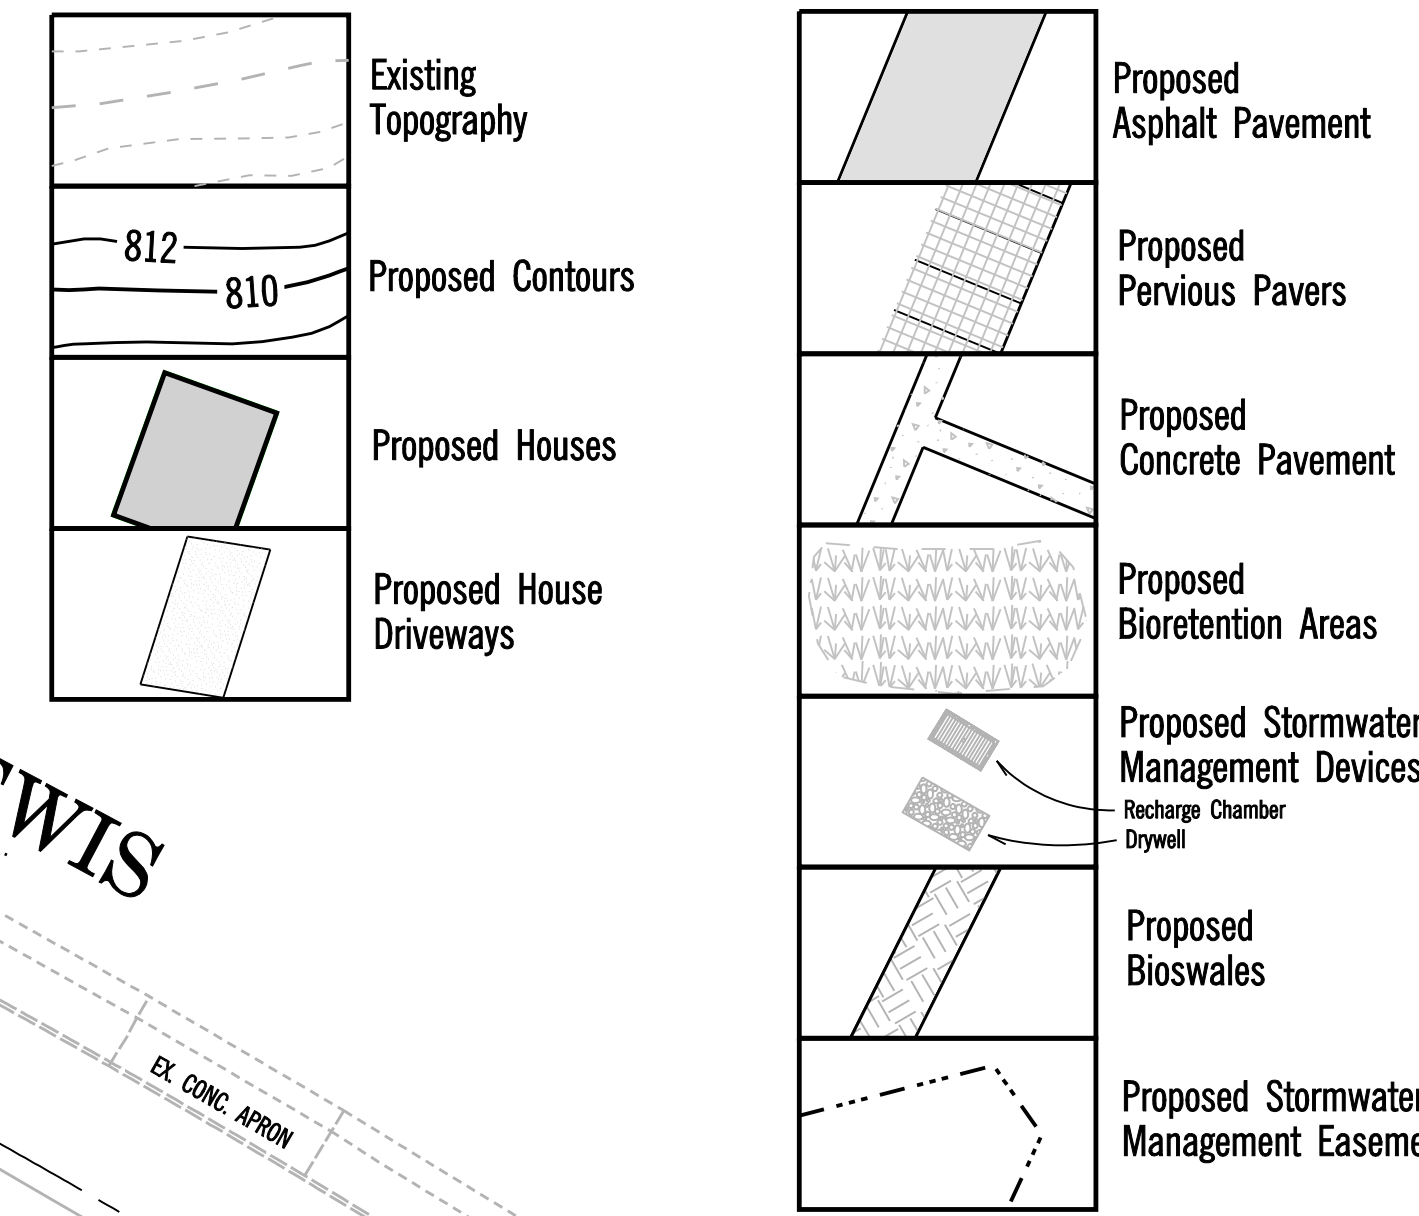 Existing
Topography
812
810
Proposed Contours
Proposed Houses
Proposed House
Driveways
Proposed
Asphalt Pavement
Proposed
Pervious Pavers
Proposed
Concrete Pavement
Proposed
Bioretention Areas
Proposed Stormwater
Management Devices
Recharge Chamber
Drywell
Proposed
Bioswales
Proposed Stormwater
Management
WIS
EX. CONC. APRON